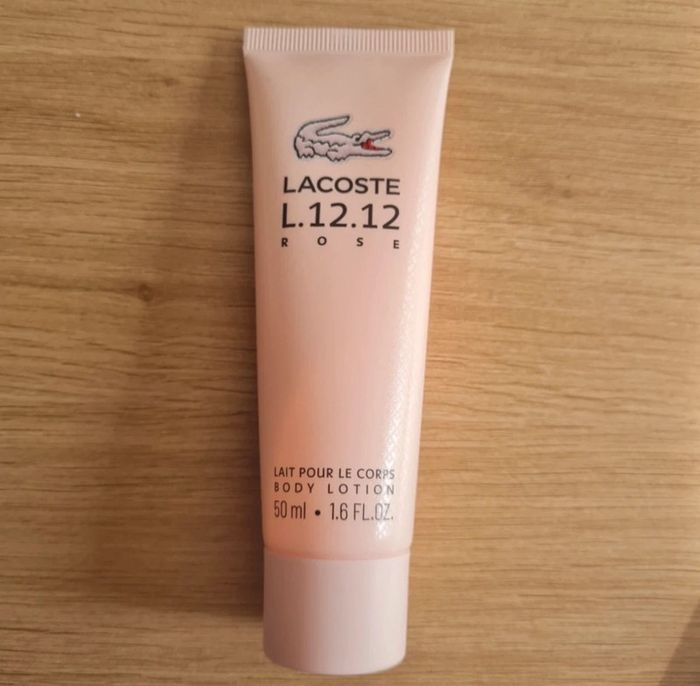 LACOSTE
L.12.12
ROSE
LAIT POUR LE CORPS
BODY LOTION
50 ml • 1.6 FL.OZ.